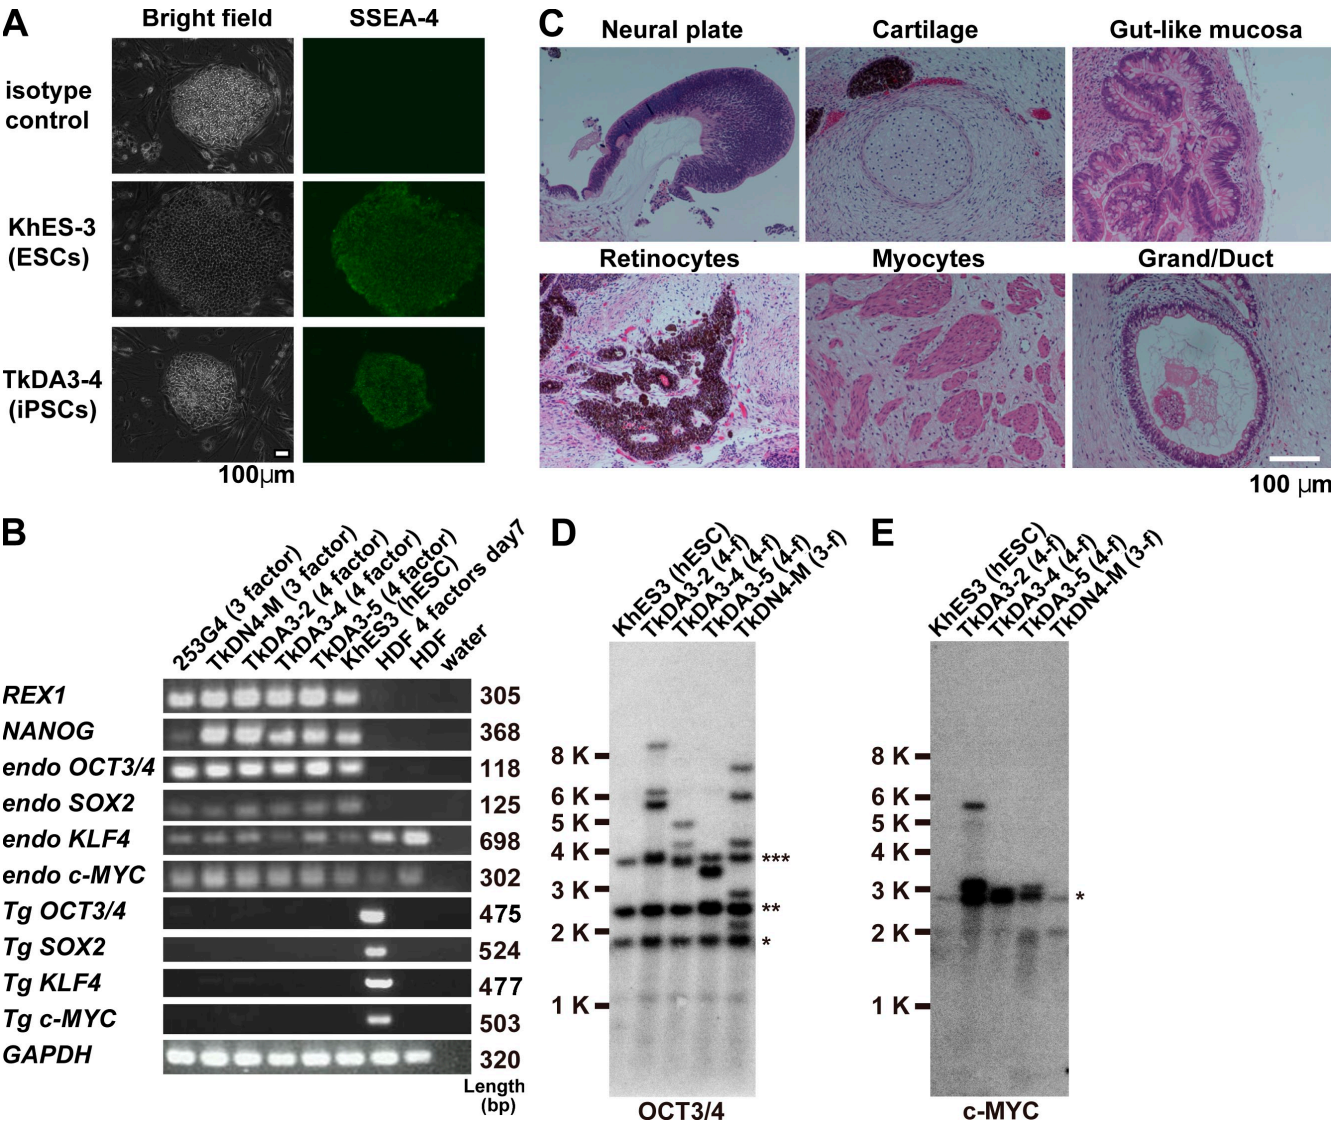 A
Bright field
SSEA-4
isotype
control
KhES-3
(ESCs)
TkDA3-4
(iPSCs)
100µm
C
Neural plate
Cartilage
Gut-like mucosa
Retinocytes
Myocytes
Grand/Duct
100 µm
B
253G4 (3 factor)
TkDN4-M (3 factor)
TkDA3-2 (4 factor)
TkDA3-4 (4 factor)
TkDA3-5 (4 factor)
KhES3 (hESC)
HDF 4 factors day7
HDF
water
REX1 305
NANOG 368
endo OCT3/4 118
endo SOX2 125
endo KLF4 698
endo c-MYC 302
Tg OCT3/4 475
Tg SOX2 524
Tg KLF4 477
Tg c-MYC 503
GAPDH 320
Length
(bp)
D
KhES3 (hESC)
TkDA3-2 (4-f)
TkDA3-4 (4-f)
TkDA3-5 (4-f)
TkDN4-M (3-f)
8 K
6 K
5 K
4 K ***
3 K
**
2 K
*
1 K
OCT3/4
E
KhES3 (hESC)
TkDA3-2 (4-f)
TkDA3-4 (4-f)
TkDA3-5 (4-f)
TkDN4-M (3-f)
8 K
6 K
5 K
4 K
3 K *
2 K
1 K
c-MYC